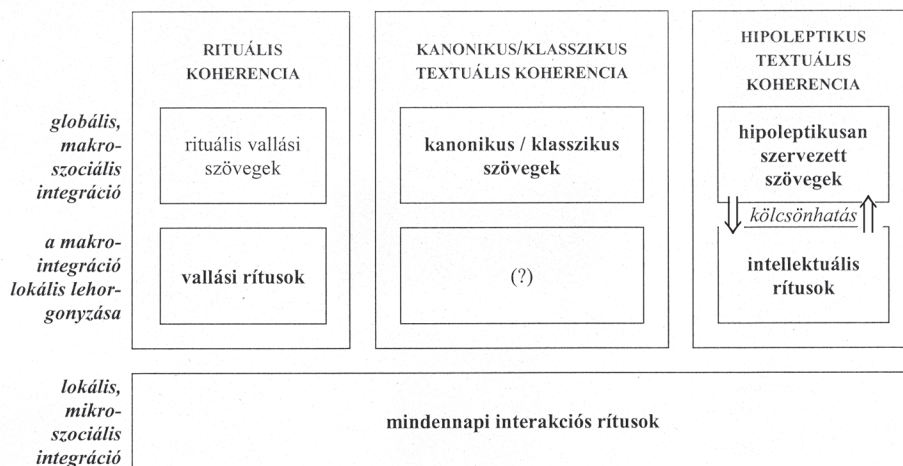 RITUÁLIS
KOHERENCIA
KANONIKUS/KLASSZIKUS
TEXTUÁLIS KOHERENCIA
HIPOLEPTIKUS
TEXTUÁLIS
KOHERENCIA
globális,
makro-
szociális
integráció
rituális vallási
szövegek
kanonikus / klasszikus
szövegek
hipoleptikusan
szervezett
szövegek
kölcsönhatás
a makro-
integráció
lokális lehor-
gonyzása
vallási rítusok
(?)
intellektuális
rítusok
lokális,
mikro-
szociális
integráció
mindennapi interakciós rítusok